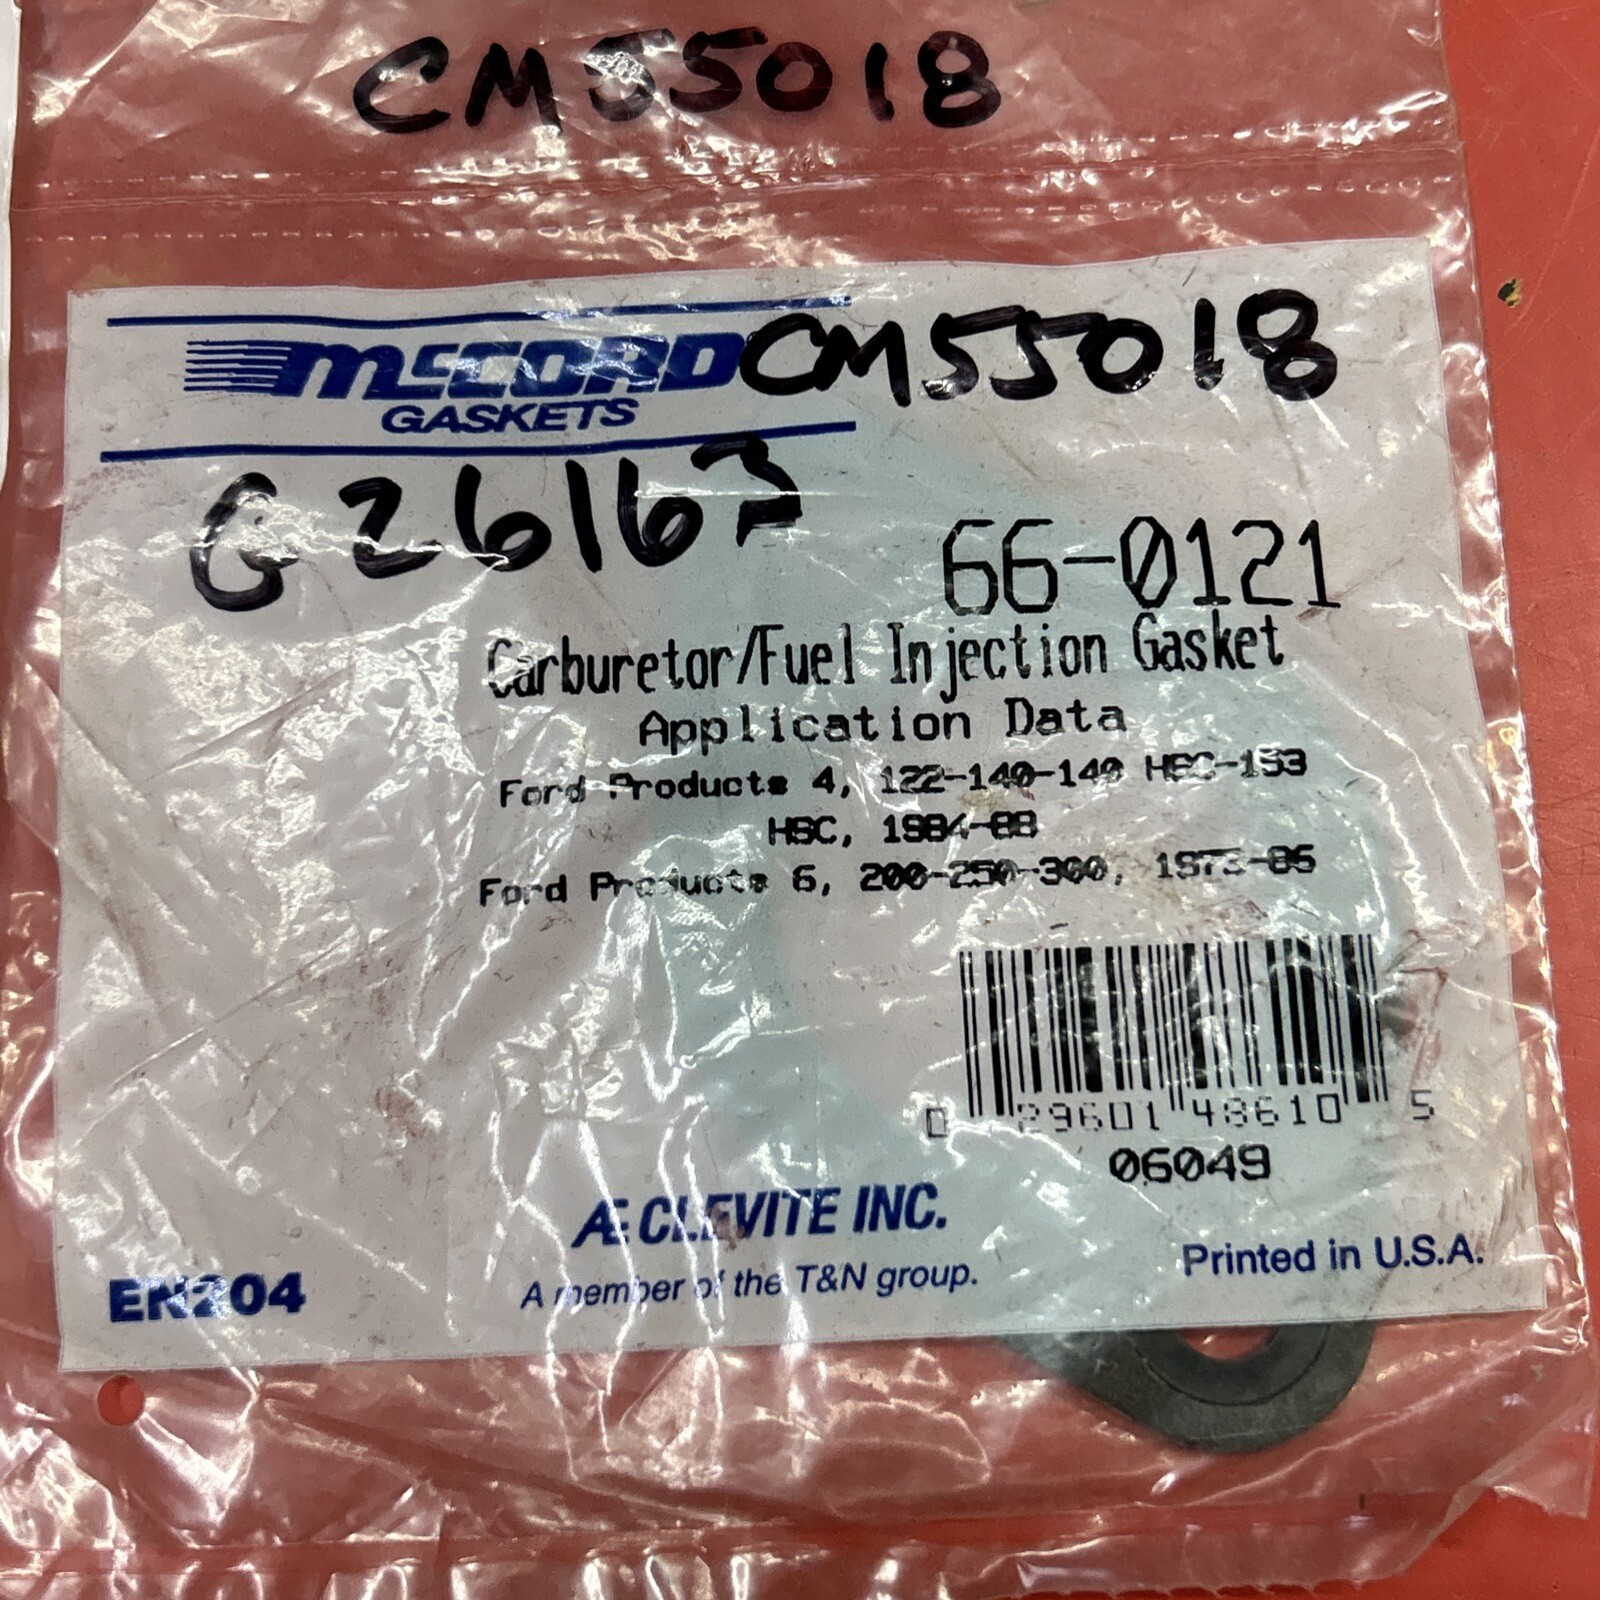 CM55018
McCORD CM55018
GASKETS
G26167
66-0121
Carburetor/Fuel Injection Gasket
Application Data
Ford Products 4, 122-140-140 HSC-153
HSC, 1984-88
Ford Products 6, 200-250-300, 1973-86
0 29601 48610 5
06049
Æ CLEVITE INC.
A member of the T&N group.
Printed in U.S.A.
EN204